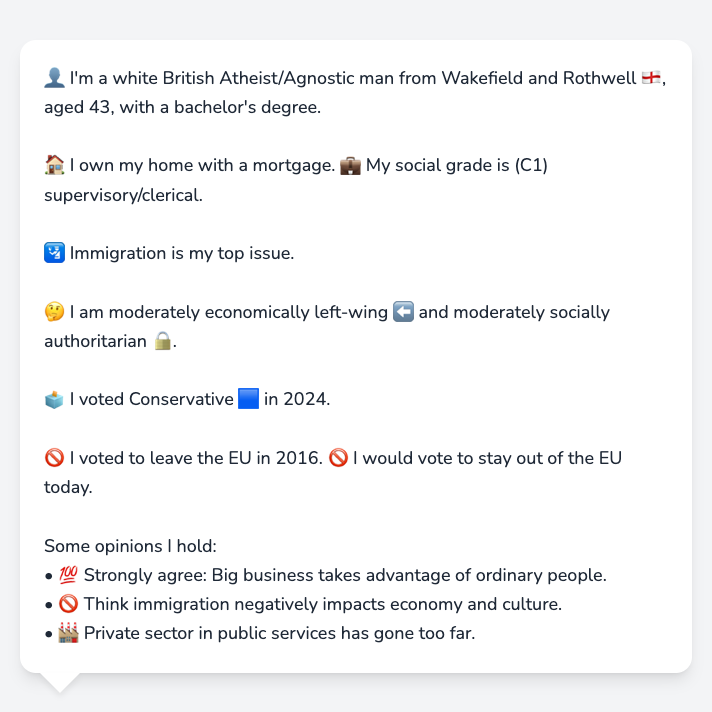 👤 I'm a white British Atheist/Agnostic man from Wakefield and Rothwell 🏴󠁧󠁢󠁥󠁮󠁧󠁿,
aged 43, with a bachelor's degree.
🏠 I own my home with a mortgage. 💼 My social grade is (C1)
supervisory/clerical.
🛂 Immigration is my top issue.
🤔 I am moderately economically left-wing ⬅️ and moderately socially
authoritarian 🔒.
🗳️ I voted Conservative 🟦 in 2024.
🚫 I voted to leave the EU in 2016. 🚫 I would vote to stay out of the EU
today.
Some opinions I hold:
• 💯 Strongly agree: Big business takes advantage of ordinary people.
• 🚫 Think immigration negatively impacts economy and culture.
• 🏭 Private sector in public services has gone too far.